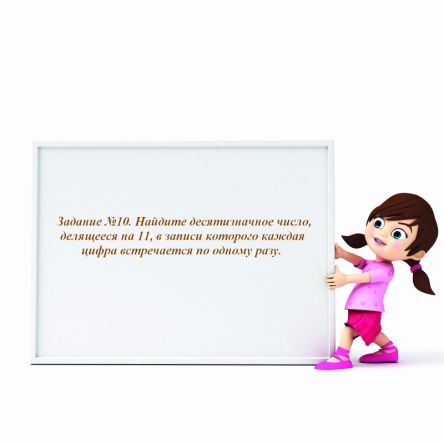 Задание №10. Найдите десятизначное число,
делящееся на 11, в записи которого каждая
цифра встречается по одному разу.